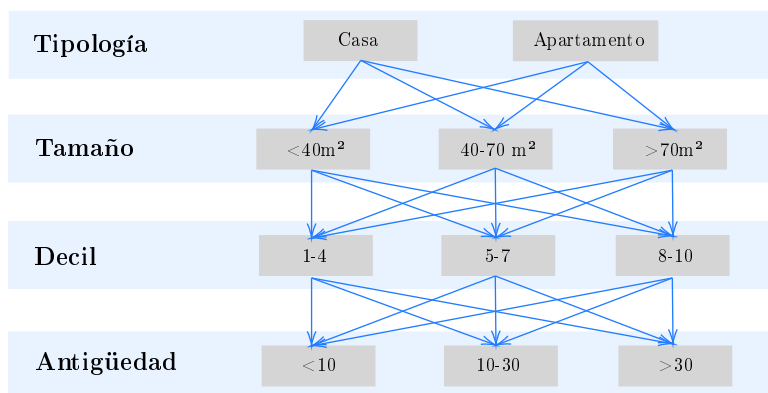 Tipología
Casa
Apartamento
Tamaño
<40m²
40-70 m²
>70m²
Decil
1-4
5-7
8-10
Antigüedad
<10
10-30
>30